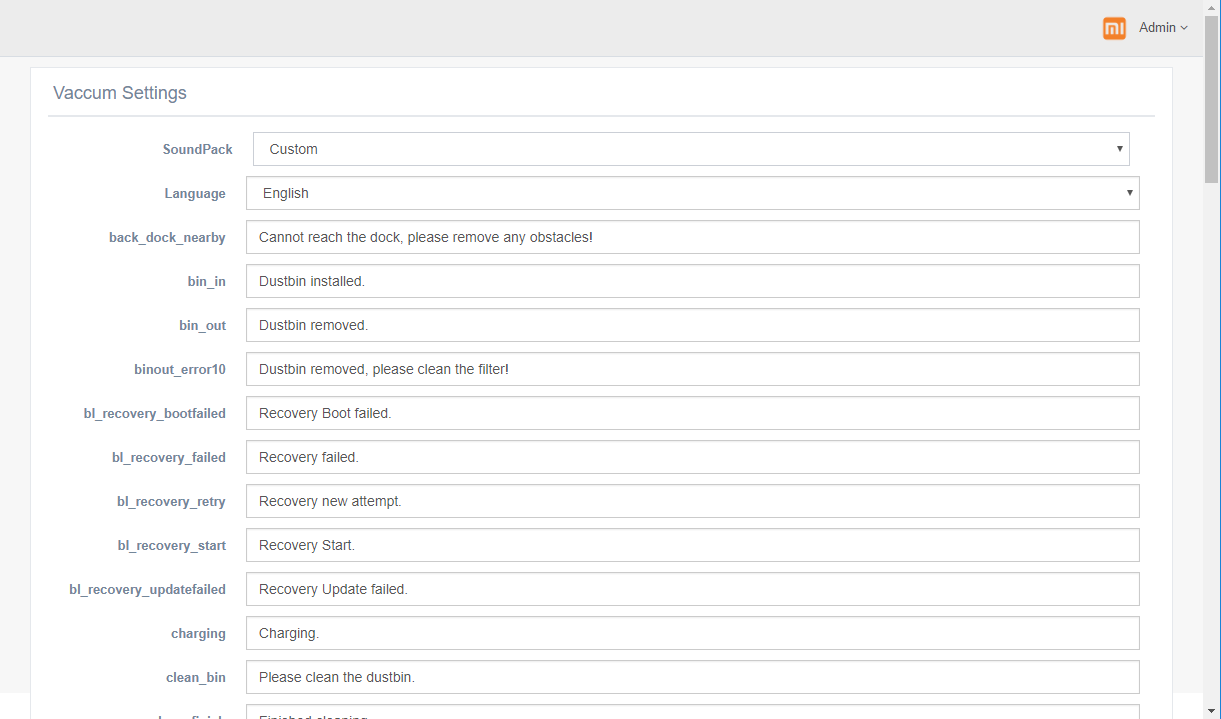 mi Admin
Vaccum Settings
SoundPack Custom
Language English
back_dock_nearby Cannot reach the dock, please remove any obstacles!
bin_in Dustbin installed.
bin_out Dustbin removed.
binout_error10 Dustbin removed, please clean the filter!
bl_recovery_bootfailed Recovery Boot failed.
bl_recovery_failed Recovery failed.
bl_recovery_retry Recovery new attempt.
bl_recovery_start Recovery Start.
bl_recovery_updatefailed Recovery Update failed.
charging Charging.
clean_bin Please clean the dustbin.